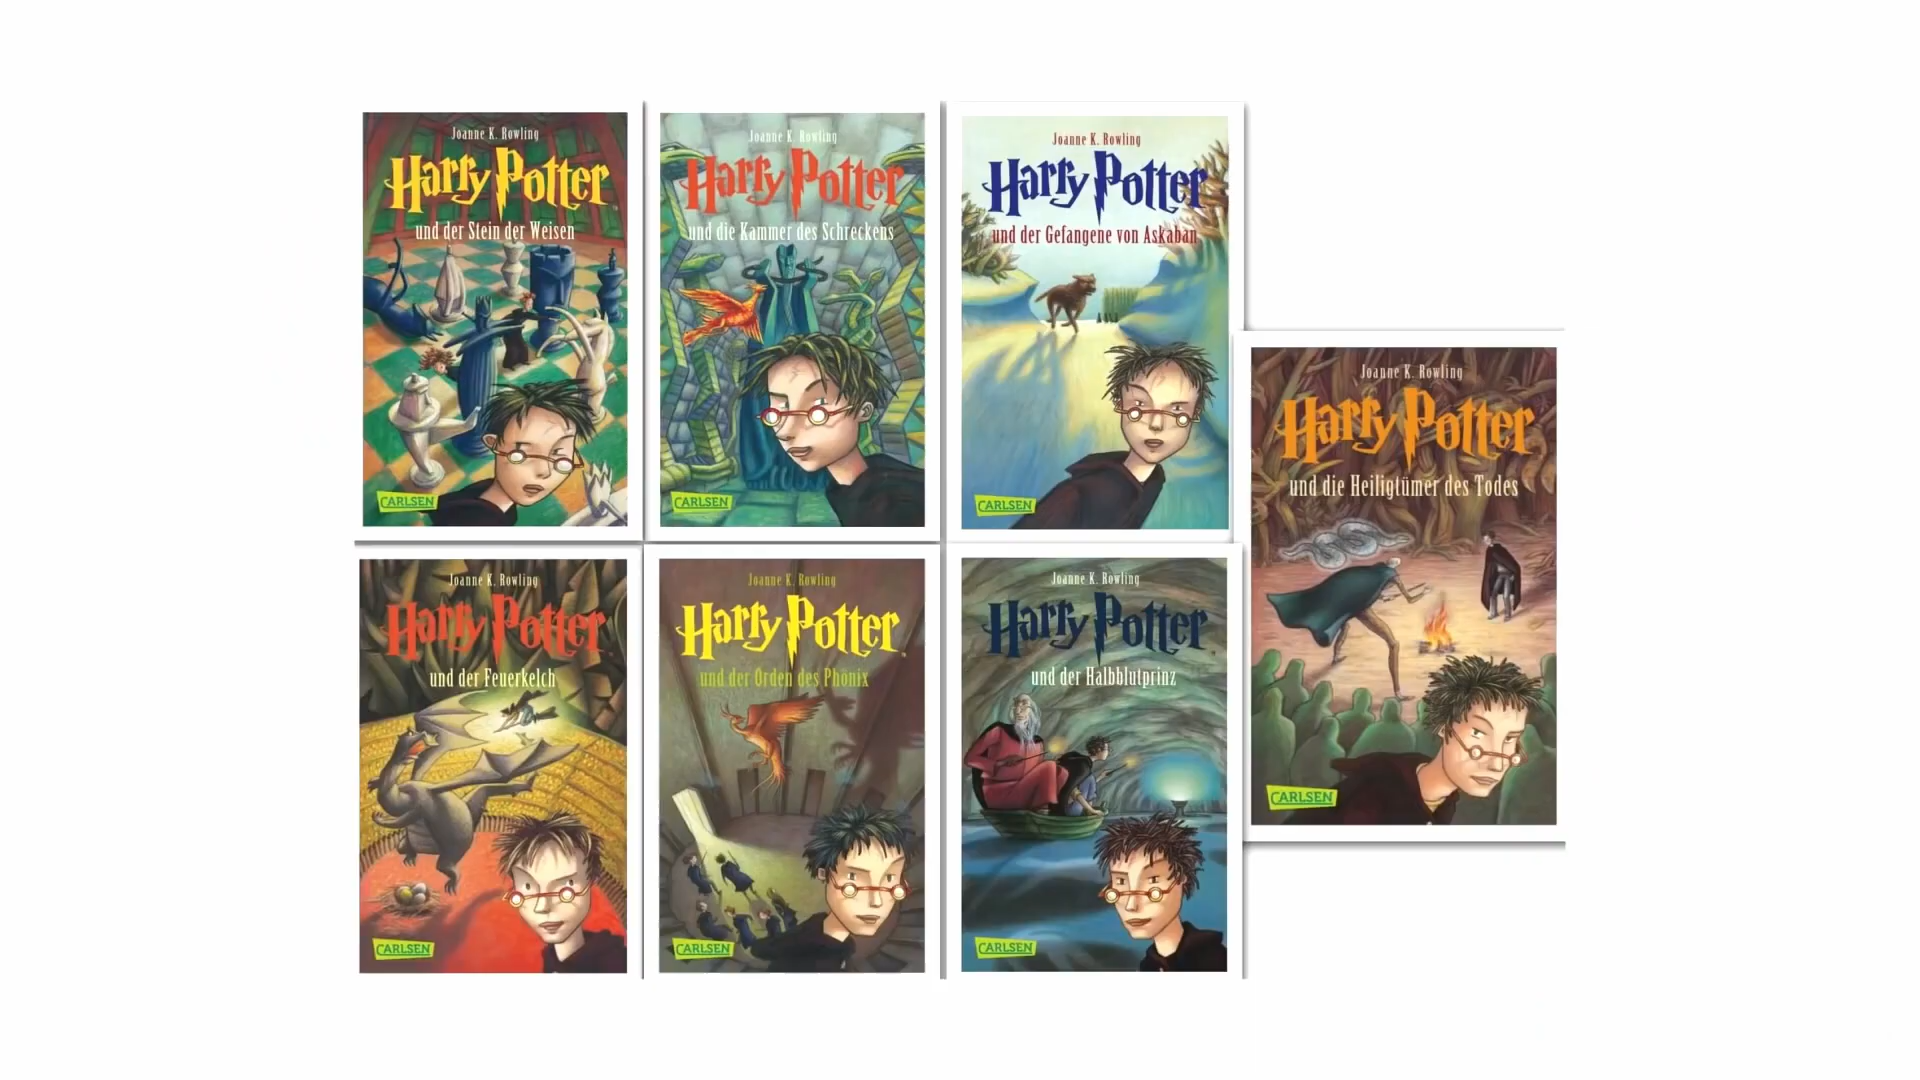 Joanne K. Rowling
Harry Potter
und der Stein der Weisen
CARLSEN
Joanne K. Rowling
Harry Potter
und die Kammer des Schreckens
CARLSEN
Joanne K. Rowling
Harry Potter
und der Gefangene von Askaban
CARLSEN
Joanne K. Rowling
Harry Potter
und der Feuerkelch
CARLSEN
Joanne K. Rowling
Harry Potter
und der Orden des Phönix
CARLSEN
Joanne K. Rowling
Harry Potter
und der Halbblutprinz
CARLSEN
Joanne K. Rowling
Harry Potter
und die Heiligtümer des Todes
CARLSEN